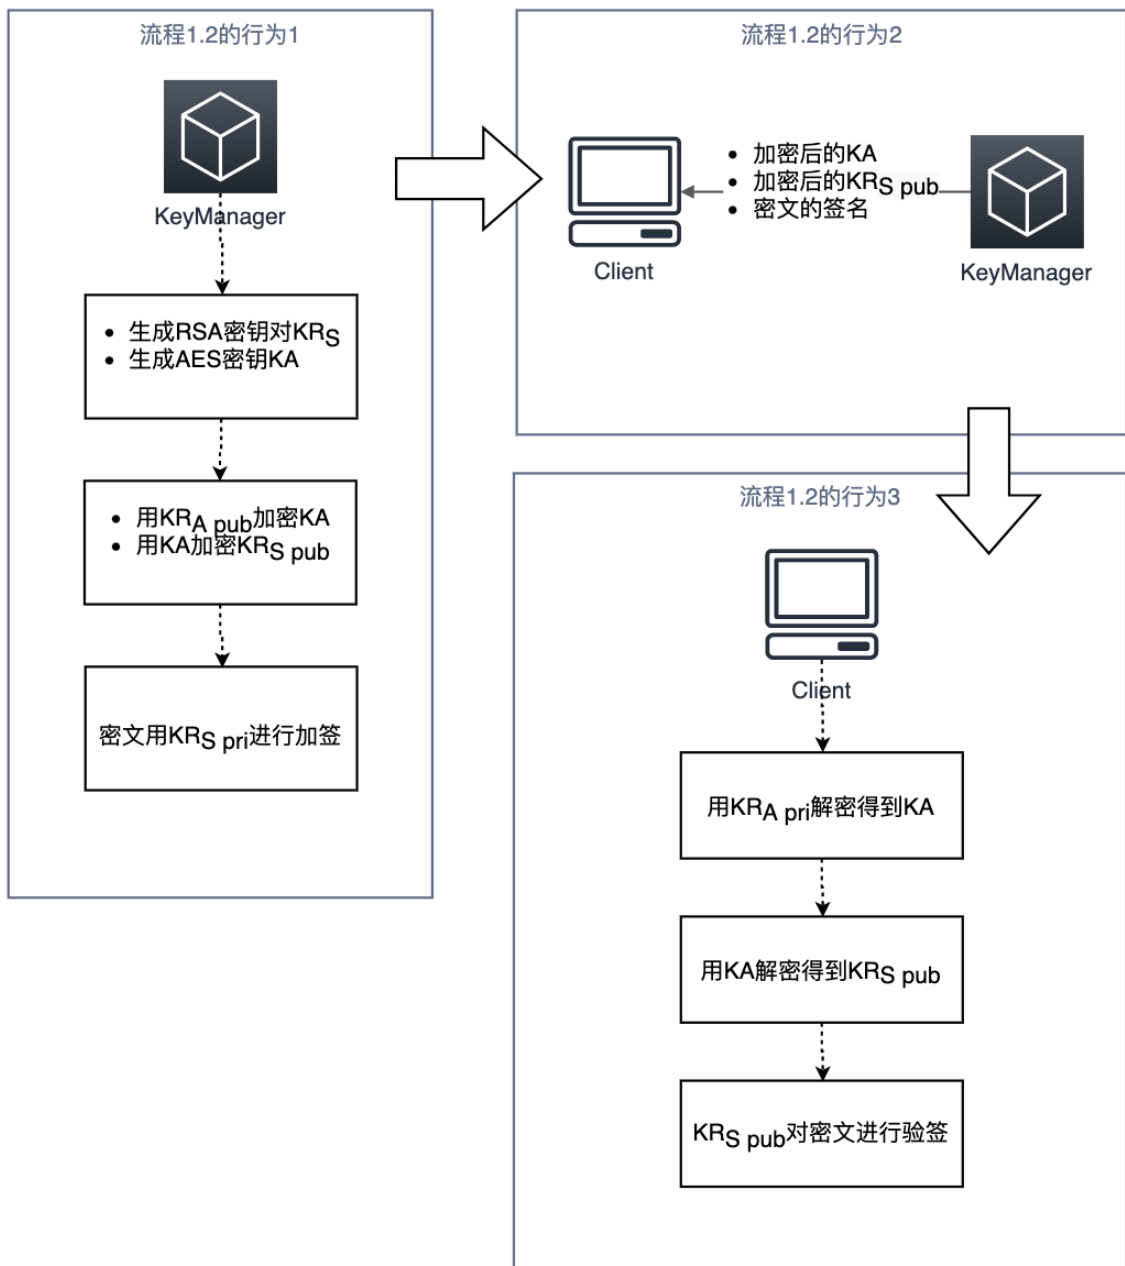 流程1.2的行为1
KeyManager
• 生成RSA密钥对KRS
• 生成AES密钥KA
• 用KRA pub加密KA
• 用KA加密KRS pub
密文用KRS pri进行加签
流程1.2的行为2
• 加密后的KA
• 加密后的KRS pub
• 密文的签名
Client
KeyManager
流程1.2的行为3
Client
用KRA pri解密得到KA
用KA解密得到KRS pub
KRS pub对密文进行验签